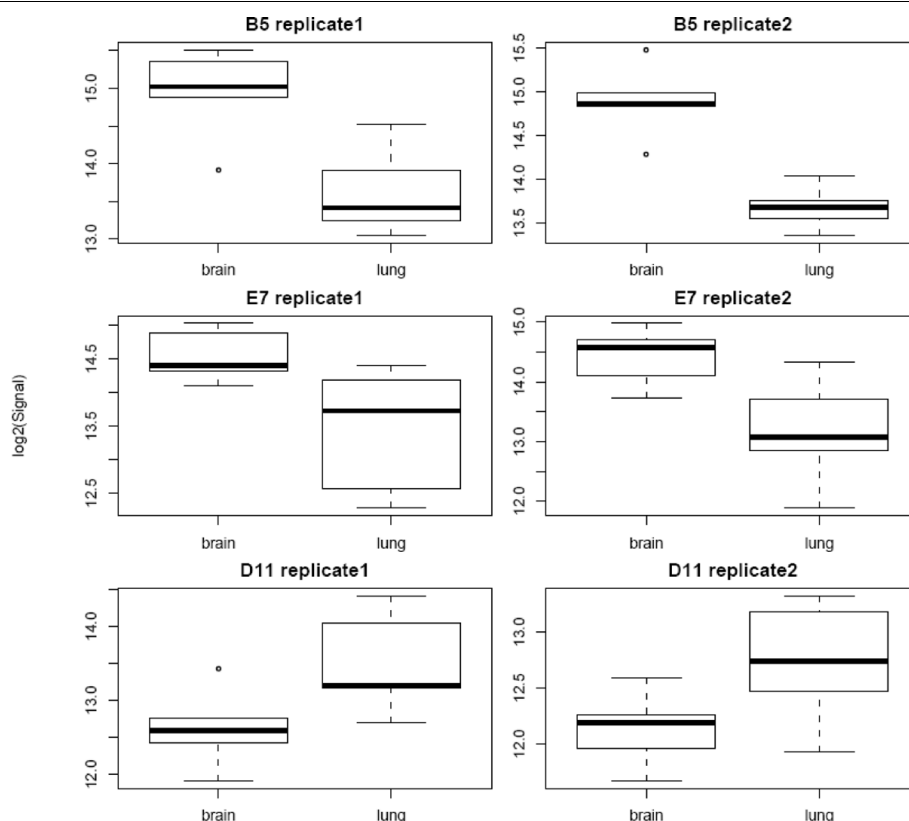 B5 replicate1
15.0
14.0
13.0
brain lung
B5 replicate2
15.5
15.0
14.5
14.0
13.5
brain lung
E7 replicate1
14.5
13.5
12.5
brain lung
E7 replicate2
15.0
14.0
13.0
12.0
brain lung
D11 replicate1
14.0
13.0
12.0
brain lung
D11 replicate2
13.0
12.5
12.0
brain lung
log2(Signal)